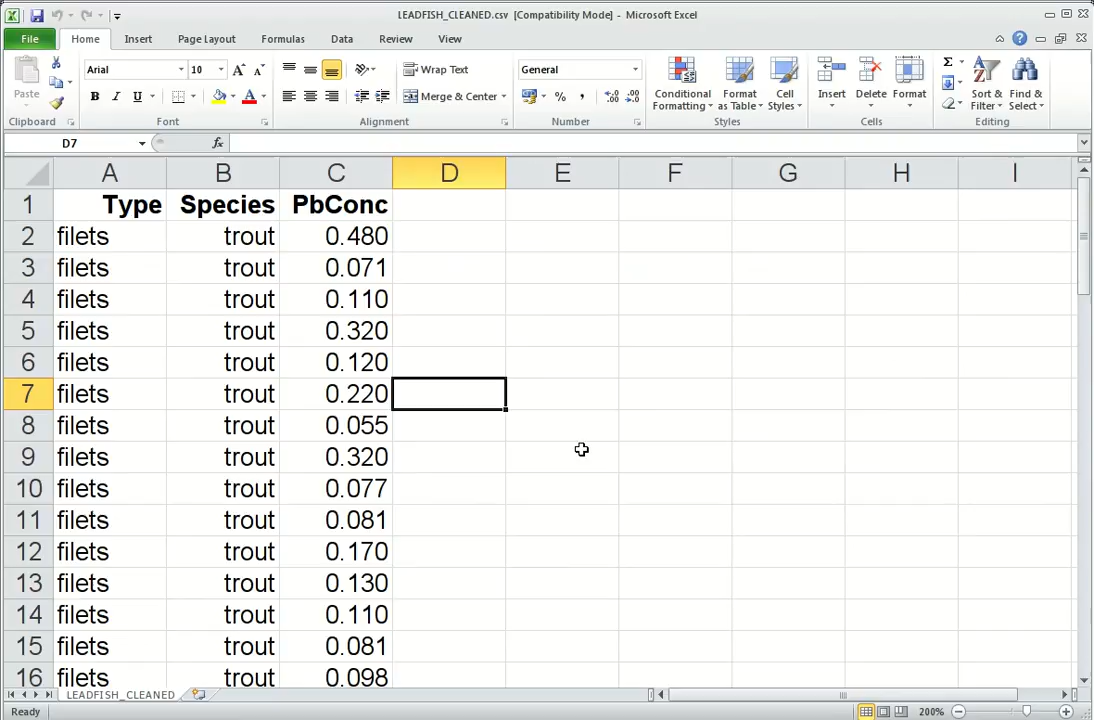 LEADFISH_CLEANED.csv [Compatibility Mode] - Microsoft Excel
File Home Insert Page Layout Formulas Data Review View
Paste
Arial 10
B I U A
Wrap Text
Merge & Center
General
$ % , .00 .0
Conditional Formatting
Format as Table
Cell Styles
Insert Delete Format
Σ
Sort & Filter
Find & Select
Clipboard Font Alignment Number Styles Cells Editing
D7 fx
A B C D E F G H I
1 Type Species PbConc
2 filets trout 0.480
3 filets trout 0.071
4 filets trout 0.110
5 filets trout 0.320
6 filets trout 0.120
7 filets trout 0.220
8 filets trout 0.055
9 filets trout 0.320
10 filets trout 0.077
11 filets trout 0.081
12 filets trout 0.170
13 filets trout 0.130
14 filets trout 0.110
15 filets trout 0.081
16 filets trout 0.098
LEADFISH_CLEANED
Ready 200%